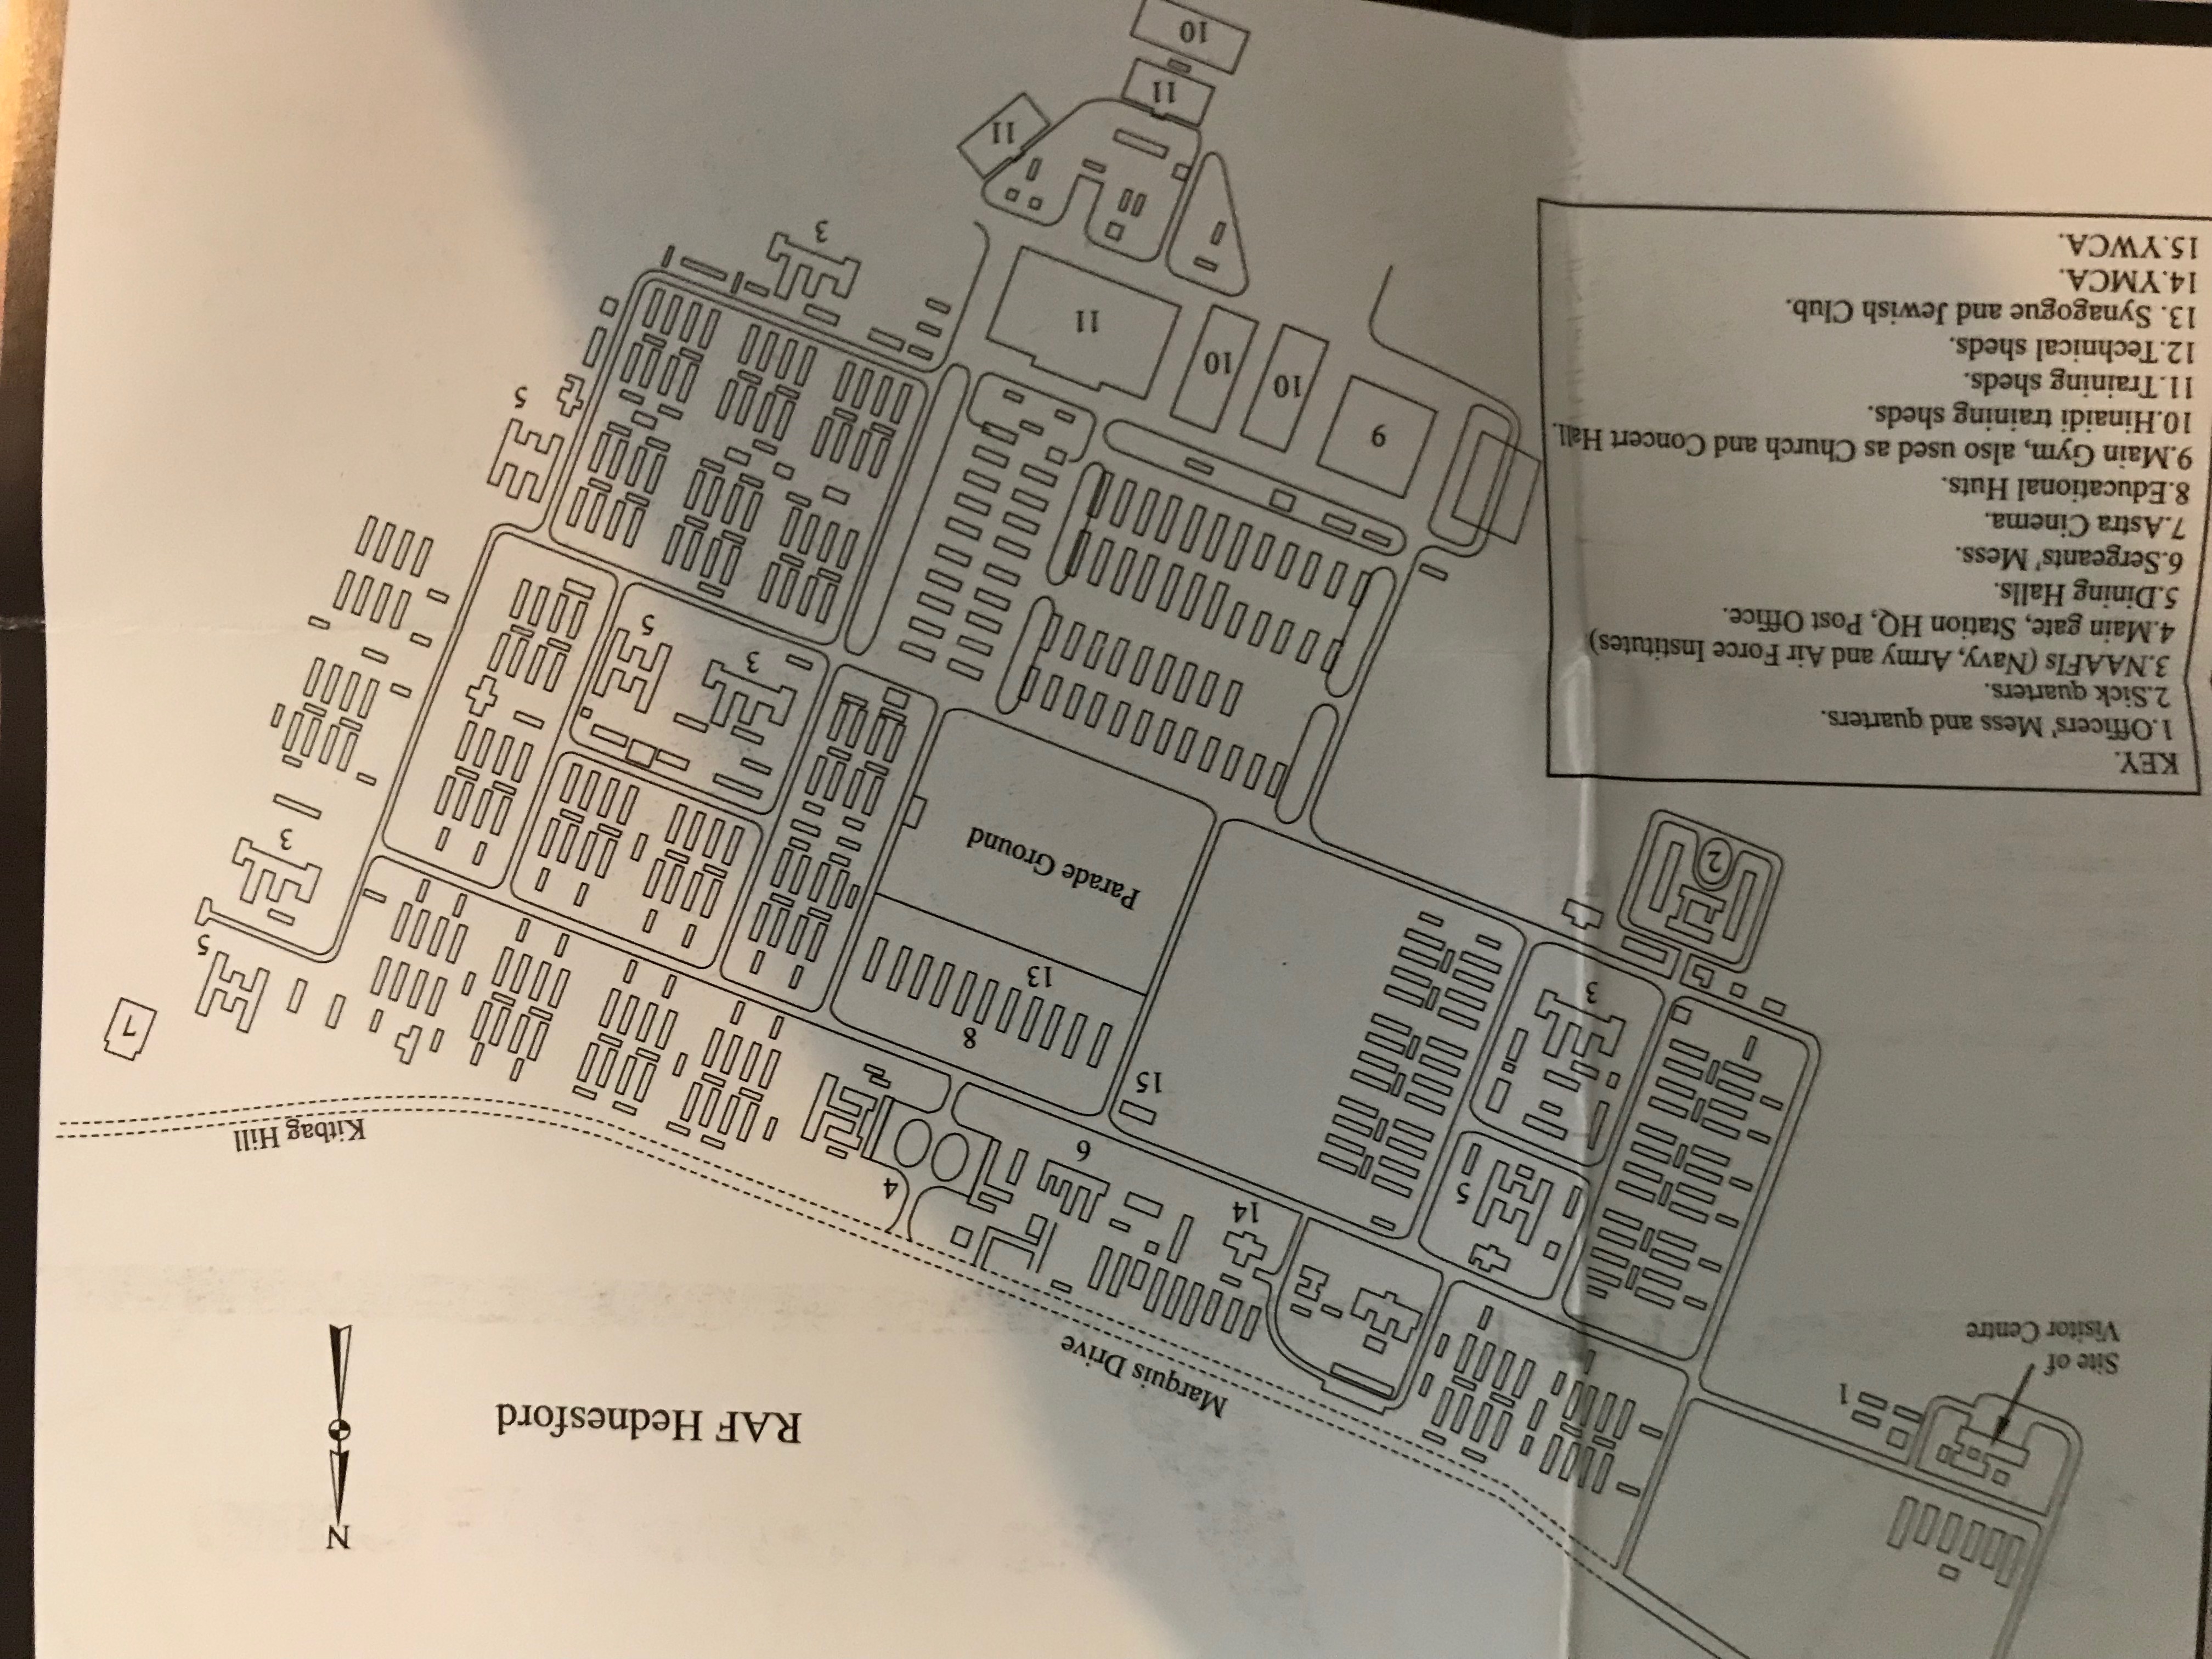 RAF Hednesford
N
Kitbag Hill
Marquis Drive
Site of
Visitor Centre
1
14
6
4
7
5
5
15
8
13
3
3
2
Parade Ground
3
5
5
3
9
10
10
11
11
11
10
KEY.
1.Officers' Mess and quarters.
2.Sick quarters.
3.NAAFIs (Navy, Army and Air Force Institutes)
4.Main gate, Station HQ, Post Office.
5.Dining Halls.
6.Sergeants' Mess.
7.Astra Cinema.
8.Educational Huts.
9.Main Gym, also used as Church and Concert Hall.
10.Hinaidi training sheds.
11.Training sheds.
12.Technical sheds.
13. Synagogue and Jewish Club.
14.YMCA.
15.YWCA.